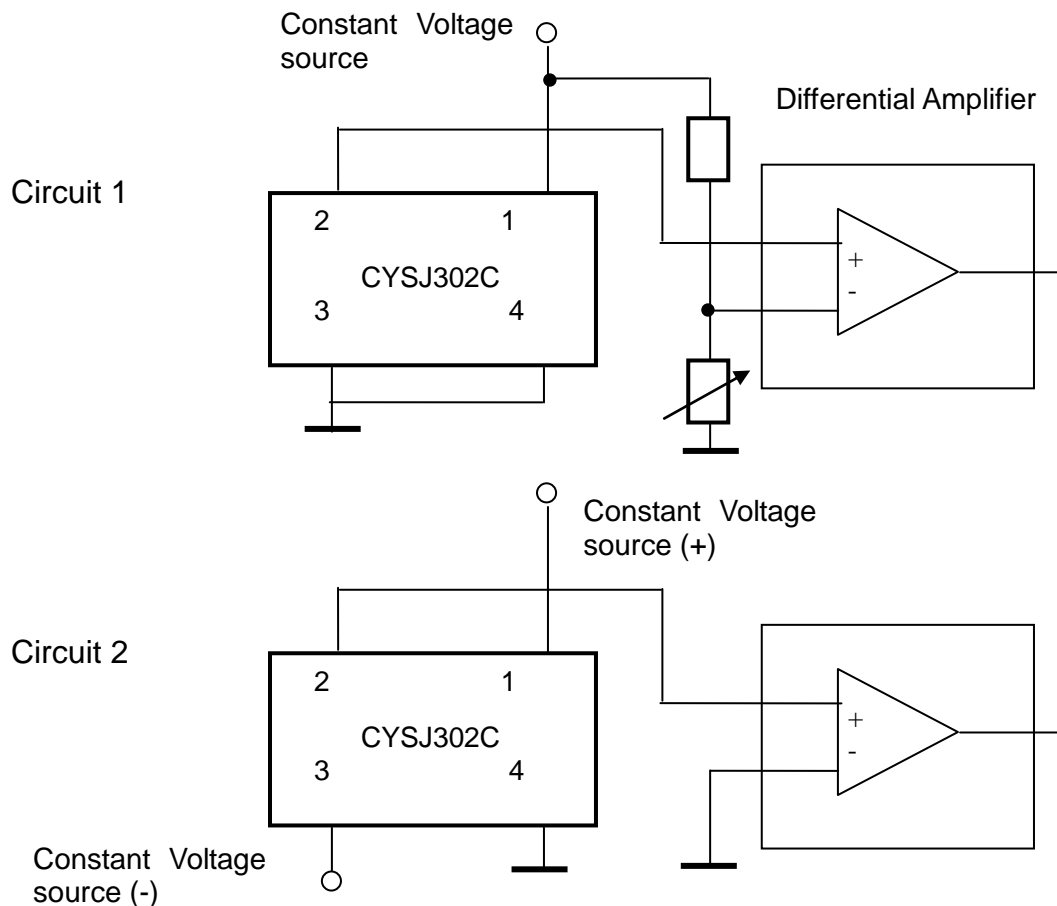 Constant Voltage
source
Differential Amplifier
Circuit 1
2 1
CYSJ302C
3 4
+
-
Constant Voltage
source (+)
Circuit 2
2 1
CYSJ302C
3 4
+
-
Constant Voltage
source (-)